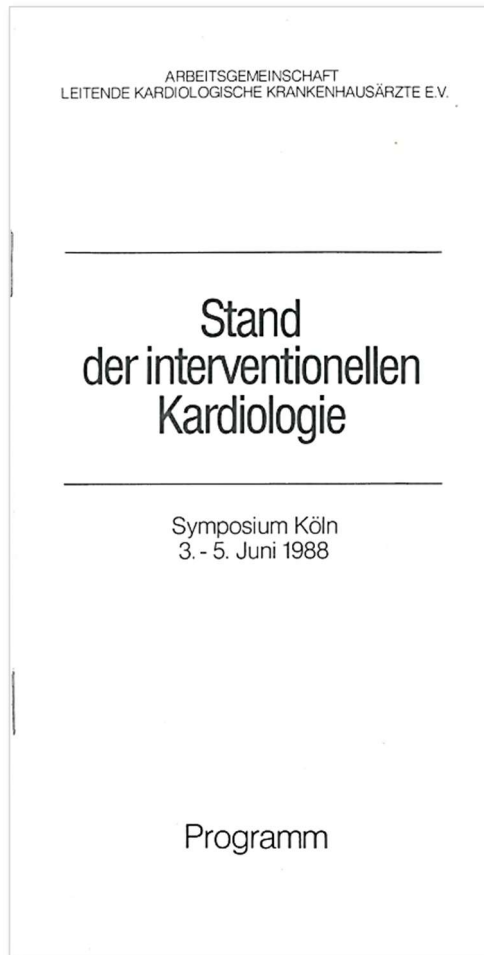 ARBEITSGEMEINSCHAFT
LEITENDE KARDIOLOGISCHE KRANKENHAUSÄRZTE E.V.
Stand
der interventionellen
Kardiologie
Symposium Köln
3. - 5. Juni 1988
Programm